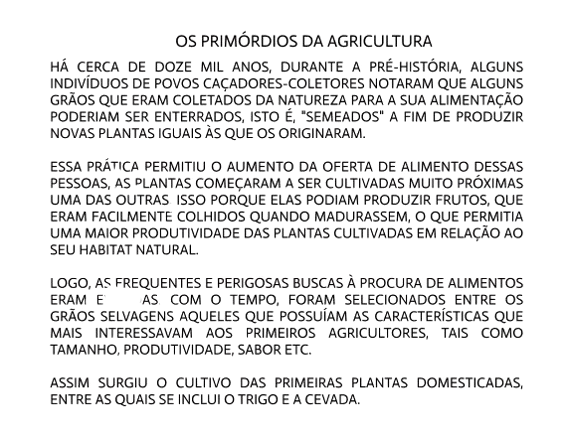 OS PRIMÓRDIOS DA AGRICULTURA
HÁ CERCA DE DOZE MIL ANOS, DURANTE A PRÉ-HISTÓRIA, ALGUNS
INDIVÍDUOS DE POVOS CAÇADORES-COLETORES NOTARAM QUE ALGUNS
GRÃOS QUE ERAM COLETADOS DA NATUREZA PARA A SUA ALIMENTAÇÃO
PODERIAM SER ENTERRADOS, ISTO É, "SEMEADOS" A FIM DE PRODUZIR
NOVAS PLANTAS IGUAIS ÀS QUE OS ORIGINARAM.
ESSA PRÁTICA PERMITIU O AUMENTO DA OFERTA DE ALIMENTO DESSAS
PESSOAS, AS PLANTAS COMEÇARAM A SER CULTIVADAS MUITO PRÓXIMAS
UMA DAS OUTRAS ISSO PORQUE ELAS PODIAM PRODUZIR FRUTOS, QUE
ERAM FACILMENTE COLHIDOS QUANDO MADURASSEM, O QUE PERMITIA
UMA MAIOR PRODUTIVIDADE DAS PLANTAS CULTIVADAS EM RELAÇÃO AO
SEU HABITAT NATURAL.
LOGO, AS FREQUENTES E PERIGOSAS BUSCAS À PROCURA DE ALIMENTOS
ERAM COM O TEMPO, FORAM SELECIONADOS ENTRE OS
GRÃOS SELVAGENS AQUELES QUE POSSUÍAM AS CARACTERÍSTICAS QUE
MAIS INTERESSAVAM AOS PRIMEIROS AGRICULTORES, TAIS COMO
TAMANHO, PRODUTIVIDADE, SABOR ETC.
ASSIM SURGIU O CULTIVO DAS PRIMEIRAS PLANTAS DOMESTICADAS,
ENTRE AS QUAIS SE INCLUI O TRIGO E A CEVADA.